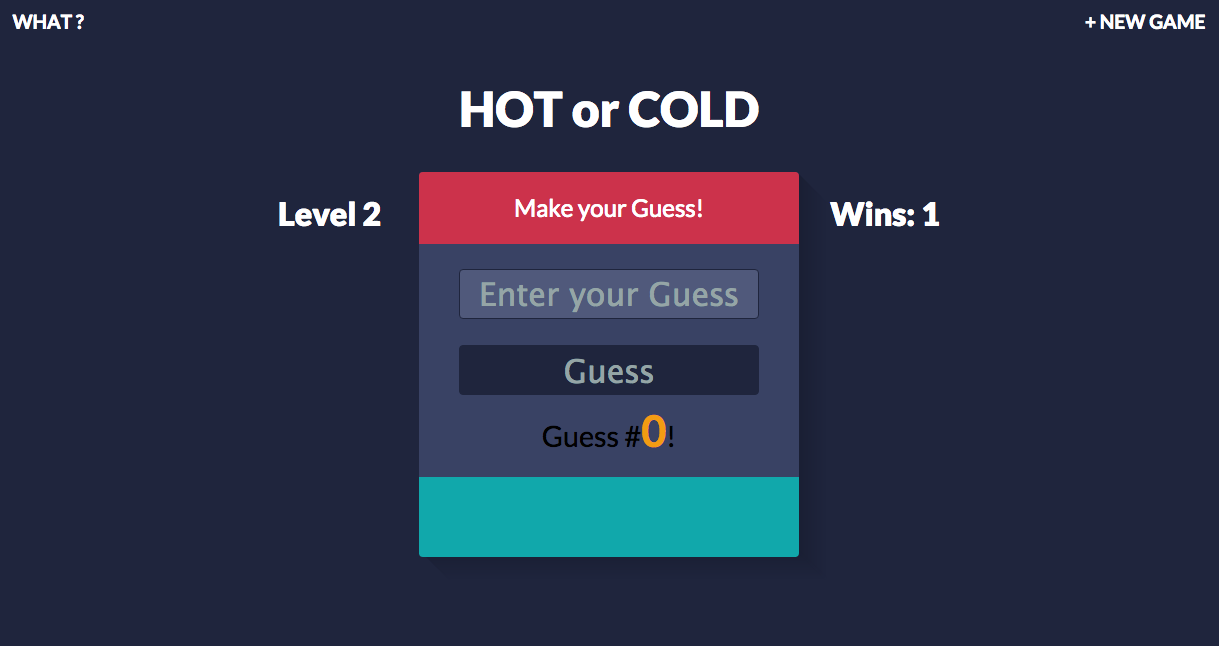 WHAT ?
+ NEW GAME
HOT or COLD
Level 2
Make your Guess!
Wins: 1
Enter your Guess
Guess
Guess #0!